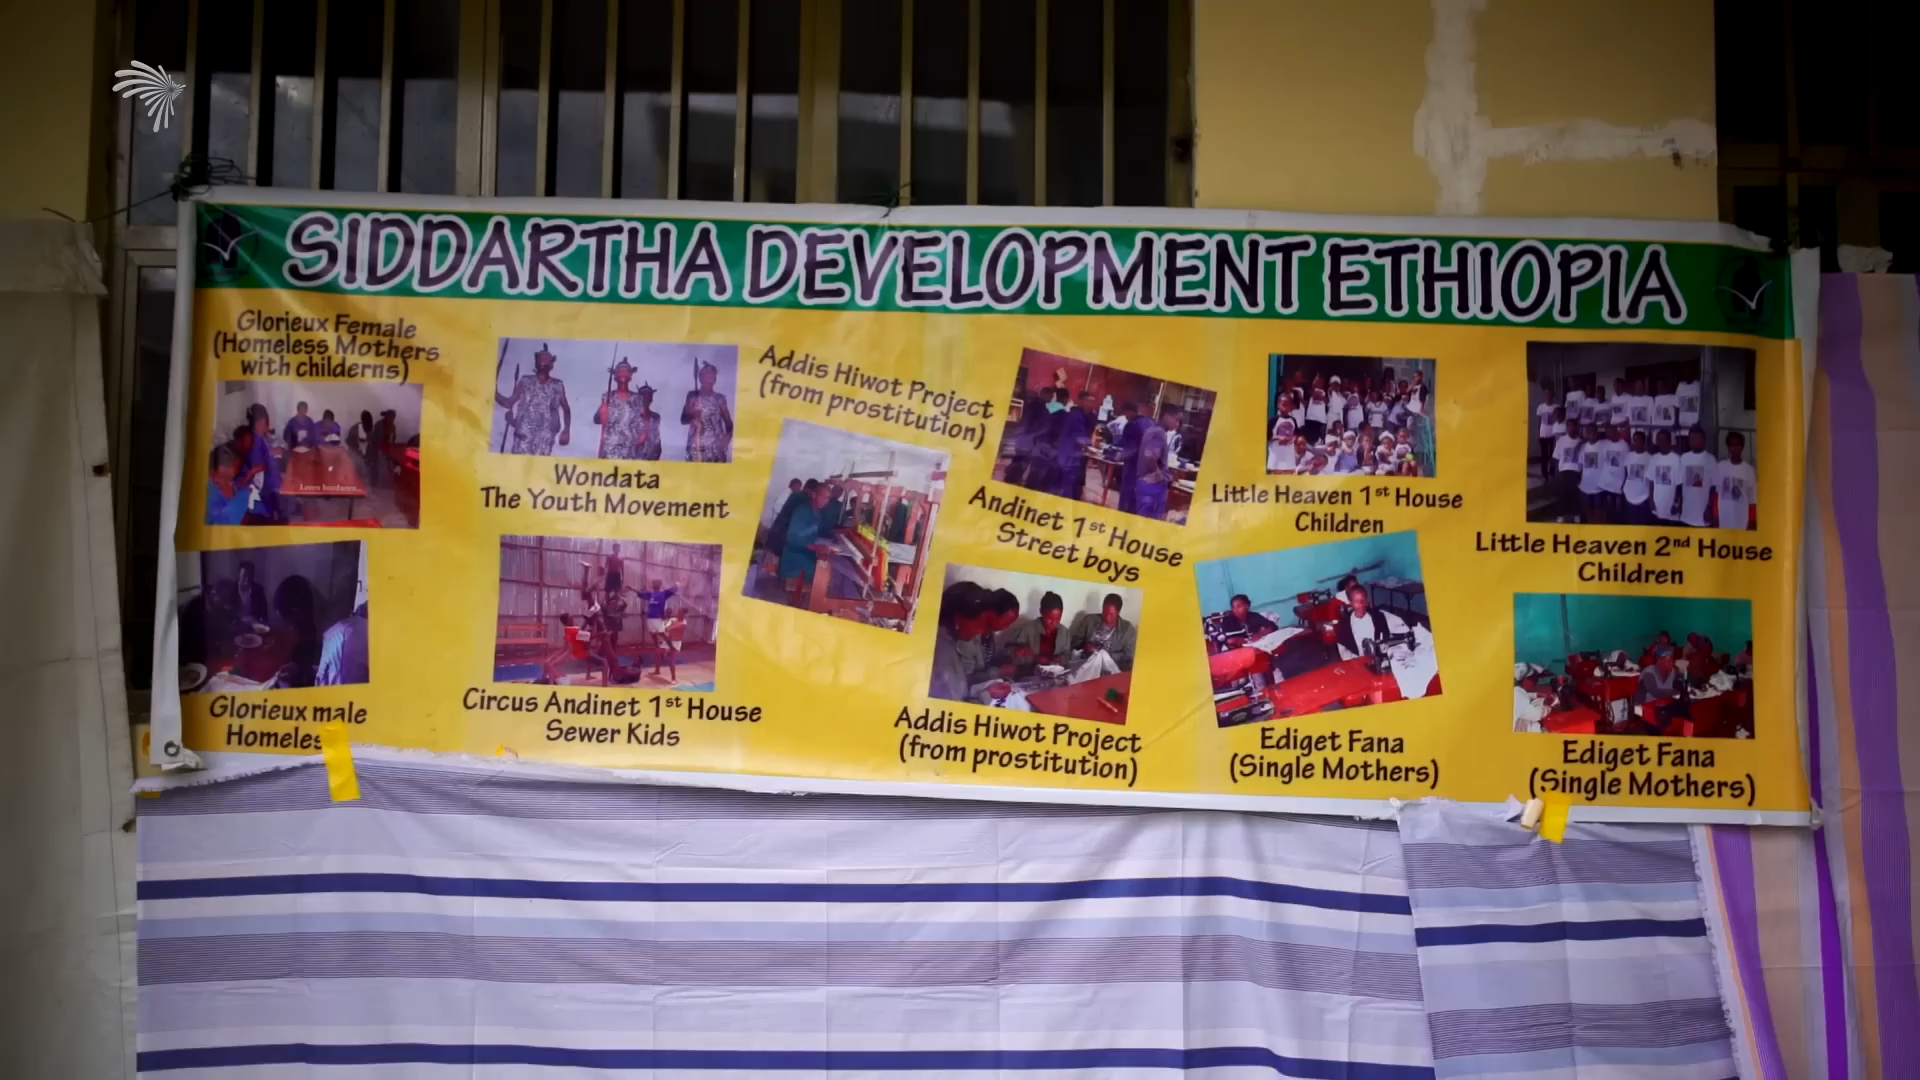 SIDDARTHA DEVELOPMENT ETHIOPIA
Glorieux Female
(Homeless Mothers
with childerns)
Wondata
The Youth Movement
Addis Hiwot Project
(from prostitution)
Andinet 1st House
Street boys
Little Heaven 1st House
Children
Little Heaven 2nd House
Children
Glorieux male
Homeles
Circus Andinet 1st House
Sewer Kids
Addis Hiwot Project
(from prostitution)
Ediget Fana
(Single Mothers)
Ediget Fana
(Single Mothers)